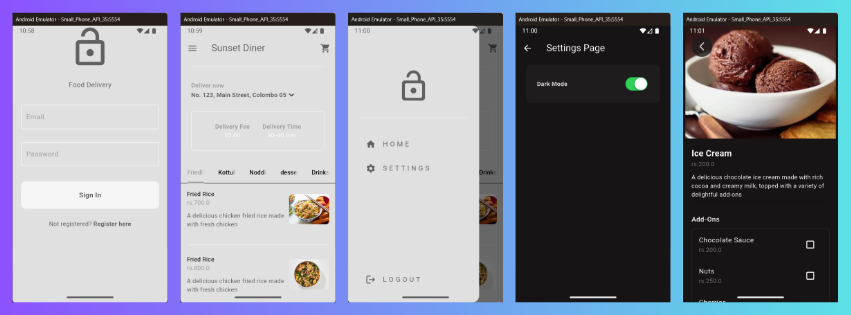 Android Emulator - Small_Phone_API_35:5554
10:58
Food Delivery
Email
Password
Sign In
Not registered? Register here
Android Emulator - Small_Phone_API_35:5554
10:59
Sunset Diner
Deliver now
No. 123, Main Street, Colombo 05
Delivery Fee Delivery Time
Fried Kottu Noddl desse Drinks
Fried Rice
rs.700.0
A delicious chicken fried rice made
with fresh chicken
Fried Rice
rs.600.0
A delicious chicken fried rice made
with fresh chicken
Android Emulator - Small_Phone_API_35:5554
11:00
HOME
SETTINGS
Drinks
LOGOUT
Android Emulator - Small_Phone_API_35:5554
11:00
Settings Page
Dark Mode
Android Emulator - Small_Phone_API_35:5554
11:01
Ice Cream
rs.200.0
A delicious chocolate ice cream made with rich
cocoa and creamy milk, topped with a variety of
delightful add-ons
Add-Ons
Chocolate Sauce
rs.200.0
Nuts
rs.250.0
Cherries